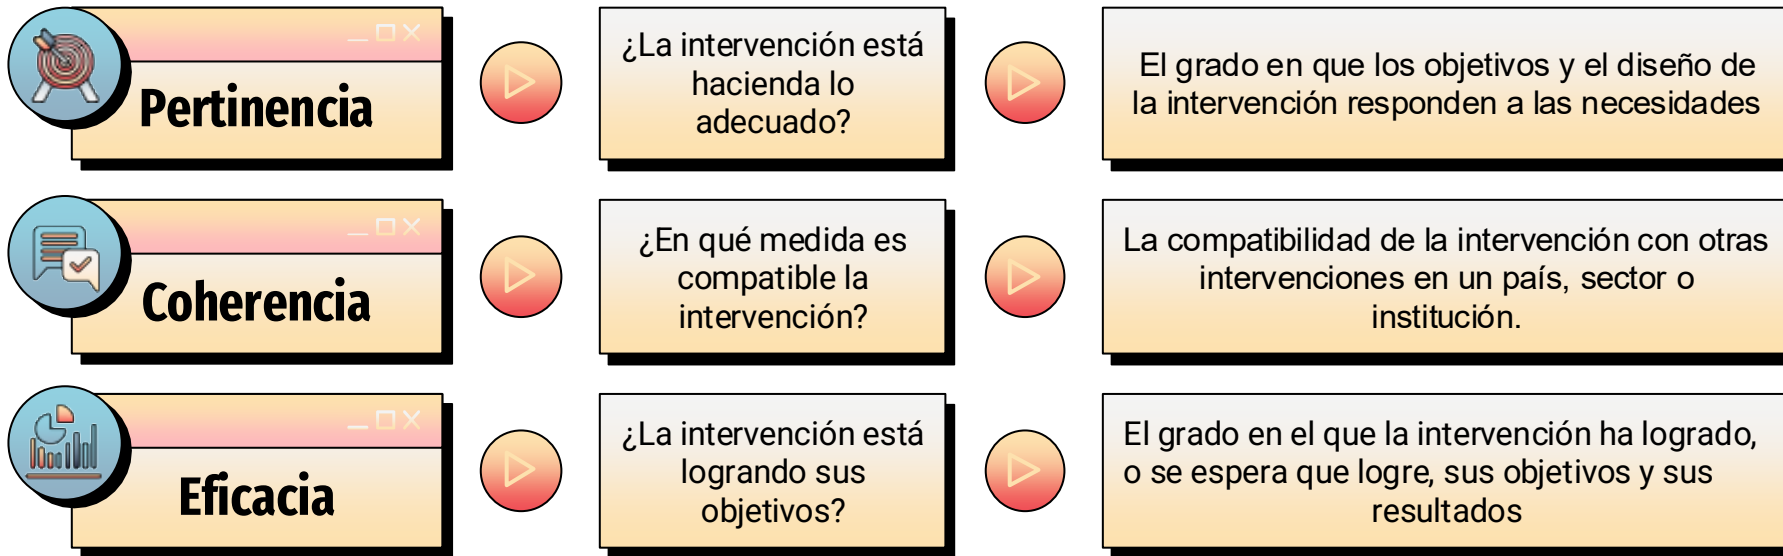 Pertinencia
¿La intervención está
hacienda lo
adecuado?
El grado en que los objetivos y el diseño de
la intervención responden a las necesidades
Coherencia
¿En qué medida es
compatible la
intervención?
La compatibilidad de la intervención con otras
intervenciones en un país, sector o
institución.
Eficacia
¿La intervención está
logrando sus
objetivos?
El grado en el que la intervención ha logrado,
o se espera que logre, sus objetivos y sus
resultados